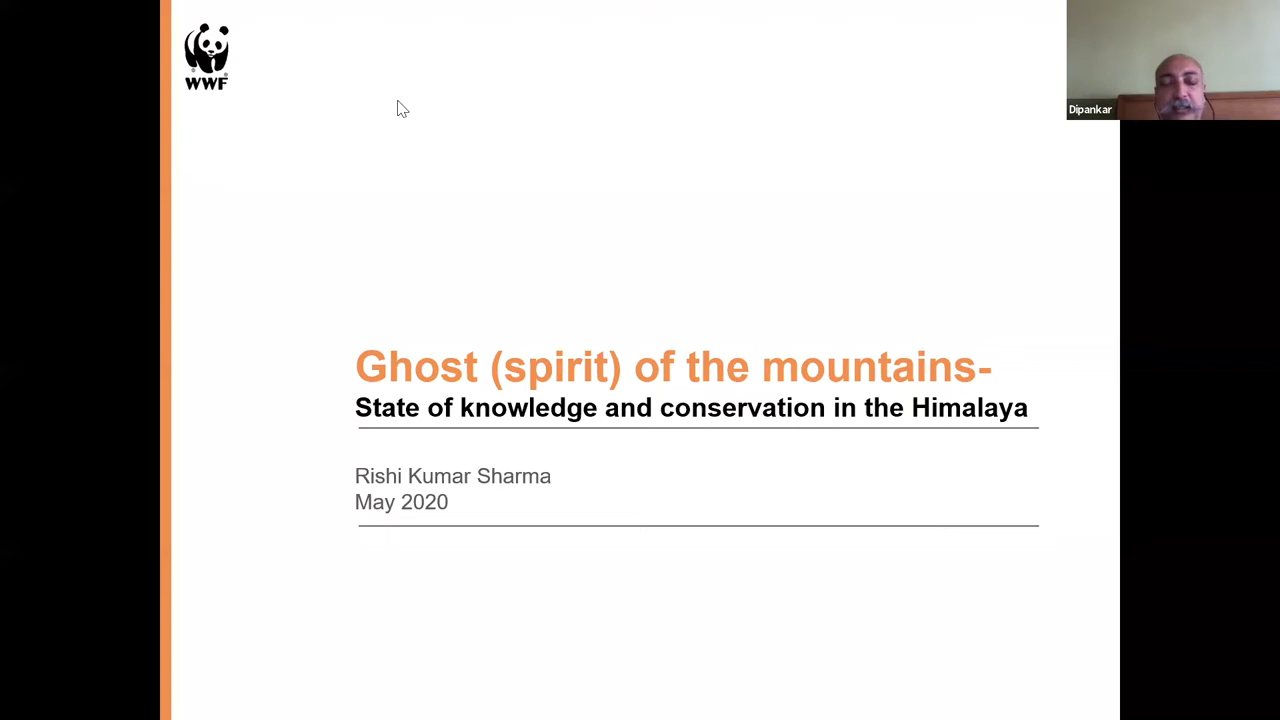 WWF
Dipankar
Ghost (spirit) of the mountains-
State of knowledge and conservation in the Himalaya
Rishi Kumar Sharma
May 2020